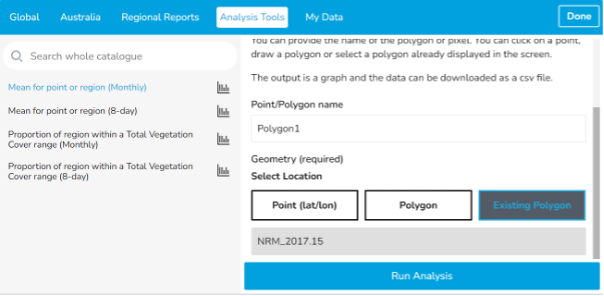 Global Australia Regional Reports Analysis Tools My Data Done
Search whole catalogue
Mean for point or region (Monthly)
Mean for point or region (8-day)
Proportion of region within a Total Vegetation
Cover range (Monthly)
Proportion of region within a Total Vegetation
Cover range (8-day)
You can provide the name of the polygon or pixel. You can click on a point,
draw a polygon or select a polygon already displayed in the screen.
The output is a graph and the data can be downloaded as a csv file.
Point/Polygon name
Polygon1
Geometry (required)
Select Location
Point (lat/lon) Polygon Existing Polygon
NRM_2017.15
Run Analysis